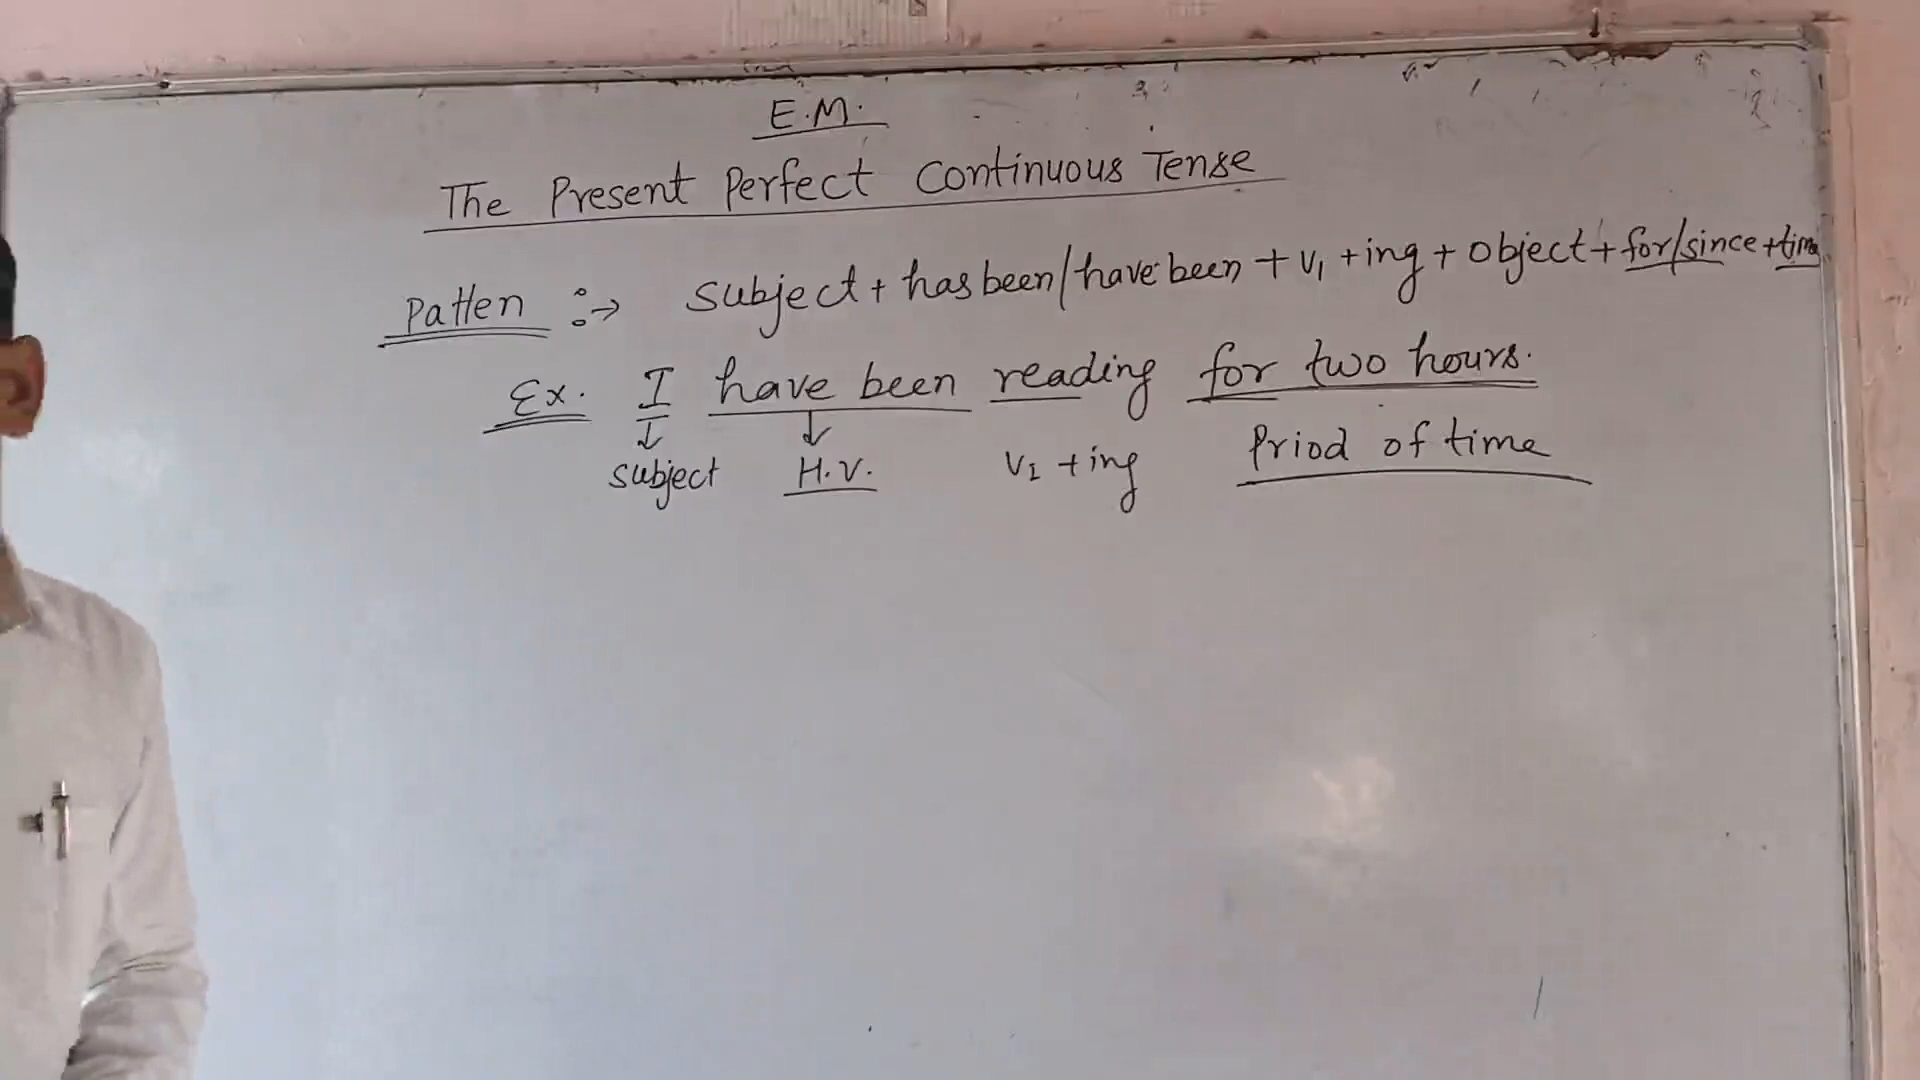 E.M.
The Present Perfect Continuous Tense
Patten :→ Subject + has been/have been + V1 + ing + object + for/since + time
Ex. I have been reading for two hours.
↓ ↓
subject H.V. V1 + ing Priod of time